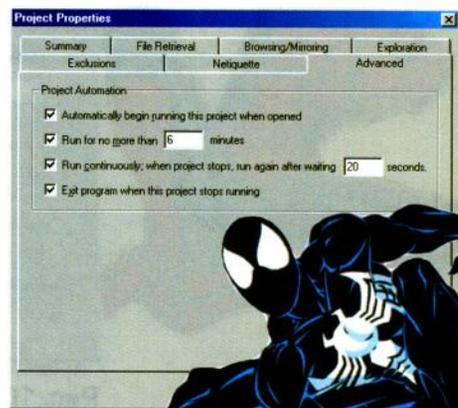 Project Properties
Summary File Retrieval Browsing/Mirroring Exploration
Exclusions Netiquette Advanced
Project Automation
Automatically begin running this project when opened
Run for no more than 6 minutes
Run continuously; when project stops, run again after waiting 20 seconds.
Exit program when this project stops running